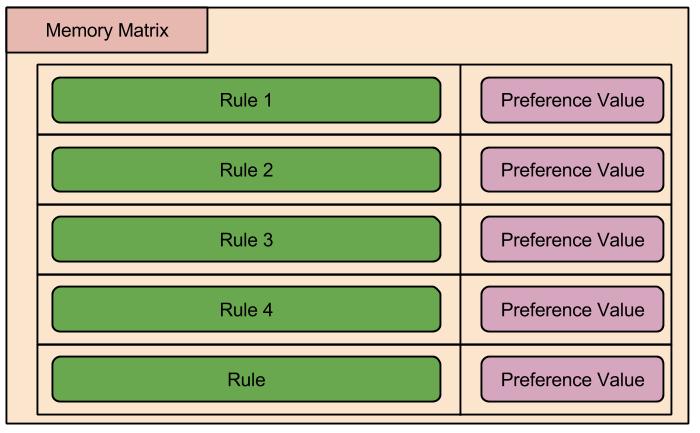 Memory Matrix
Rule 1 Preference Value
Rule 2 Preference Value
Rule 3 Preference Value
Rule 4 Preference Value
Rule Preference Value